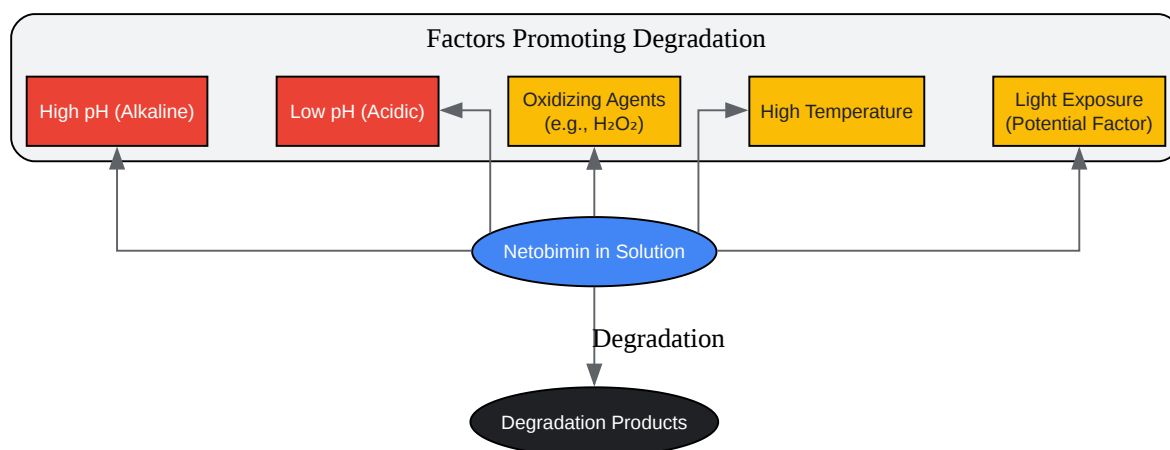 Factors Promoting Degradation
High pH (Alkaline)
Low pH (Acidic)
Oxidizing Agents
(e.g., H₂O₂)
High Temperature
Light Exposure
(Potential Factor)
Netobimin in Solution
Degradation
Degradation Products